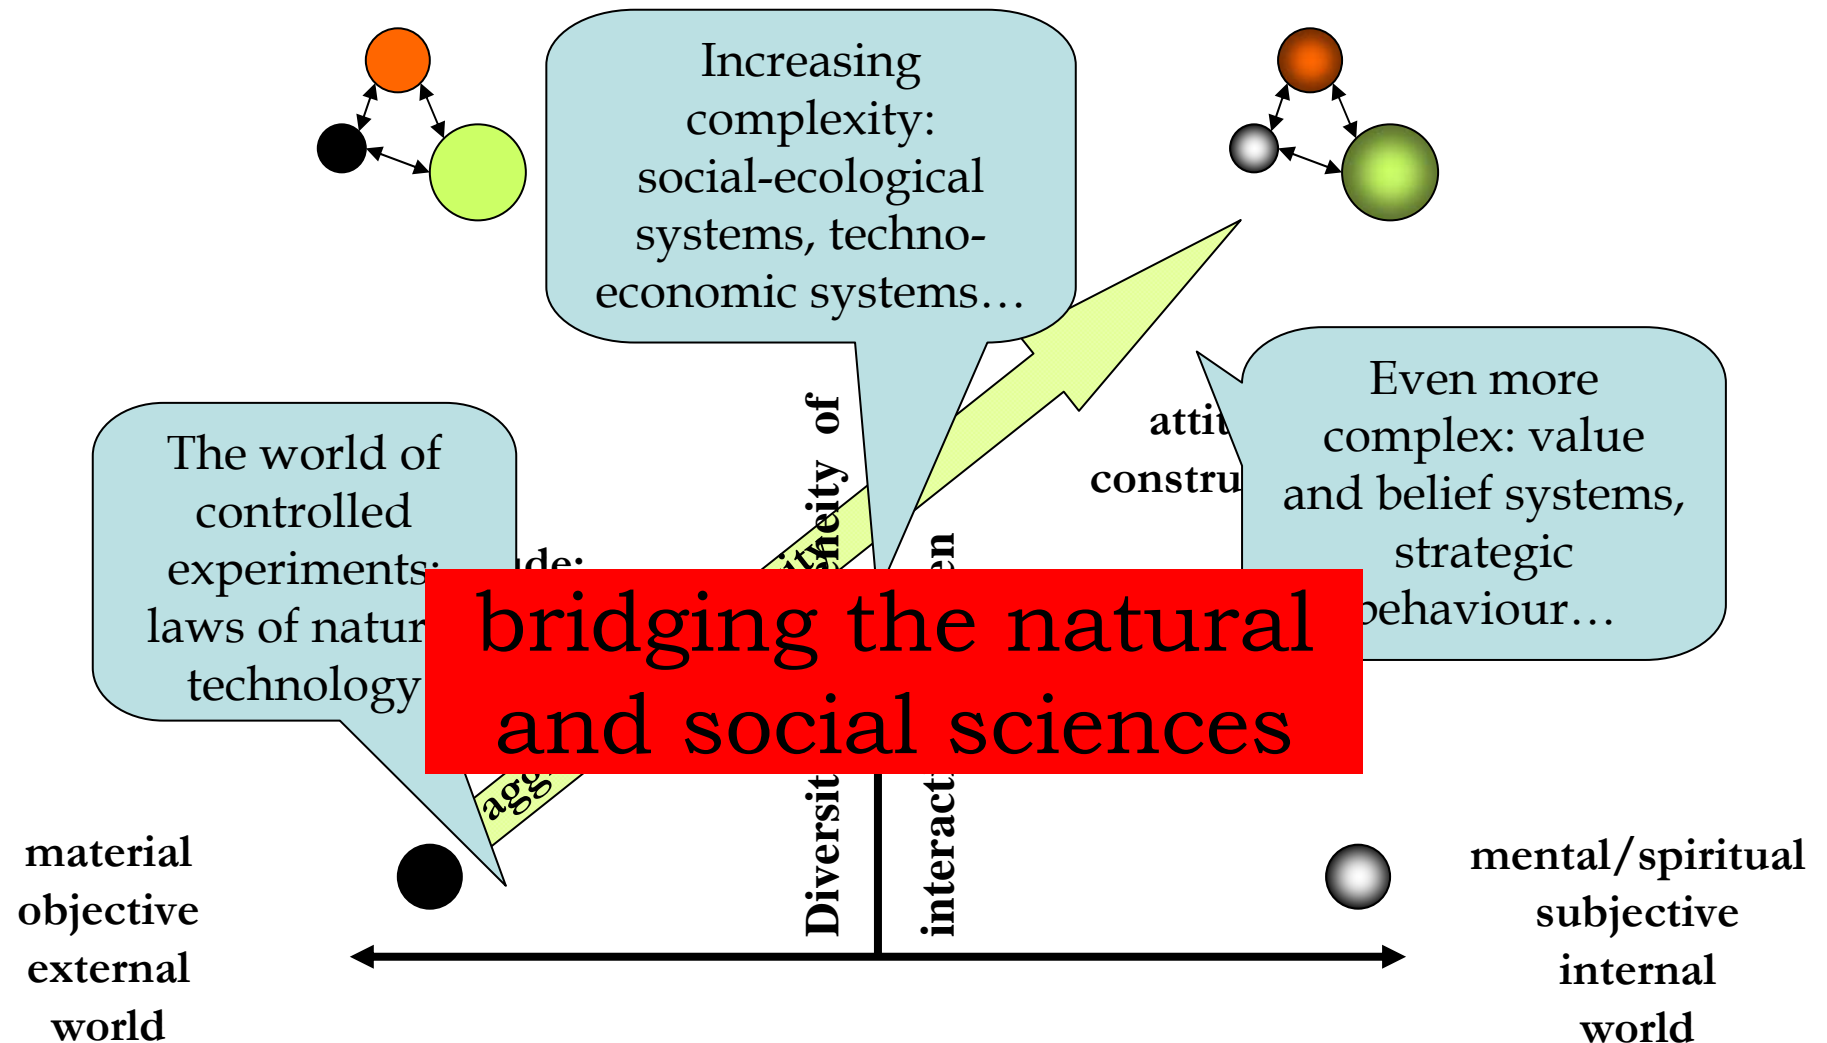 Increasing
complexity:
social-ecological
systems, techno-
economic systems…
The world of
controlled
experiments:
laws of natur
technology
Even more
complex: value
and belief systems,
strategic
behaviour…
bridging the natural
and social sciences
of
material
objective
external
world
mental/spiritual
subjective
internal
world